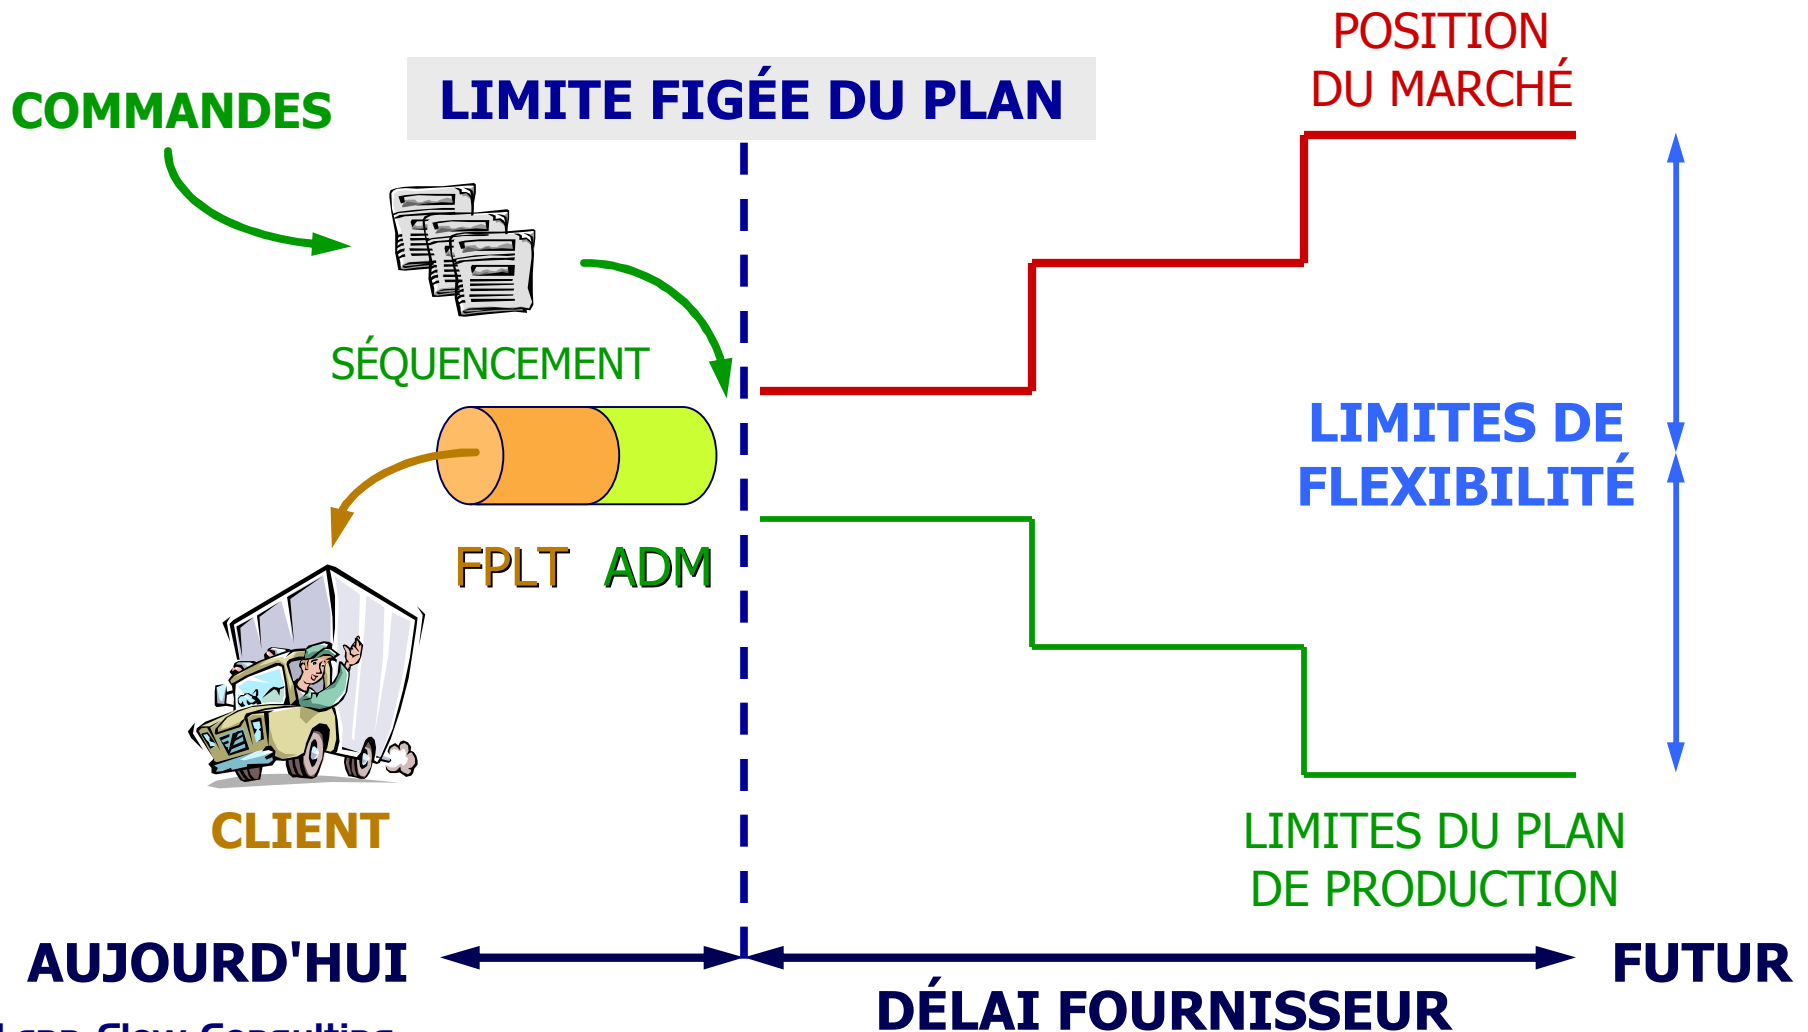 POSITION
DU MARCHÉ
LIMITE FIGÉE DU PLAN
COMMANDES
SÉQUENCEMENT
LIMITES DE
FLEXIBILITÉ
FPLT ADM
CLIENT
LIMITES DU PLAN
DE PRODUCTION
AUJOURD'HUI
FUTUR
DÉLAI FOURNISSEUR
Consulting